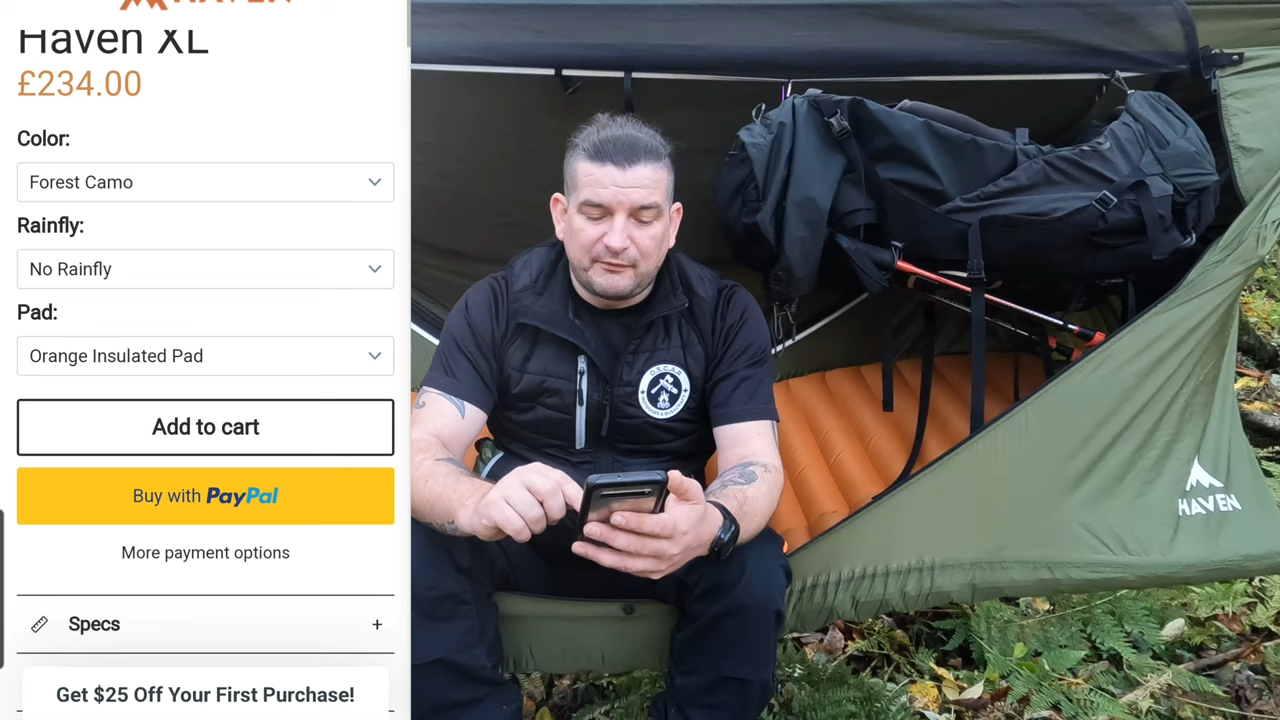 HAVEN
Haven XL
£234.00
Color:
Forest Camo
Rainfly:
No Rainfly
Pad:
Orange Insulated Pad
Add to cart
Buy with PayPal
More payment options
Specs
+
Get $25 Off Your First Purchase!
O.S.C.A.R
HAVEN